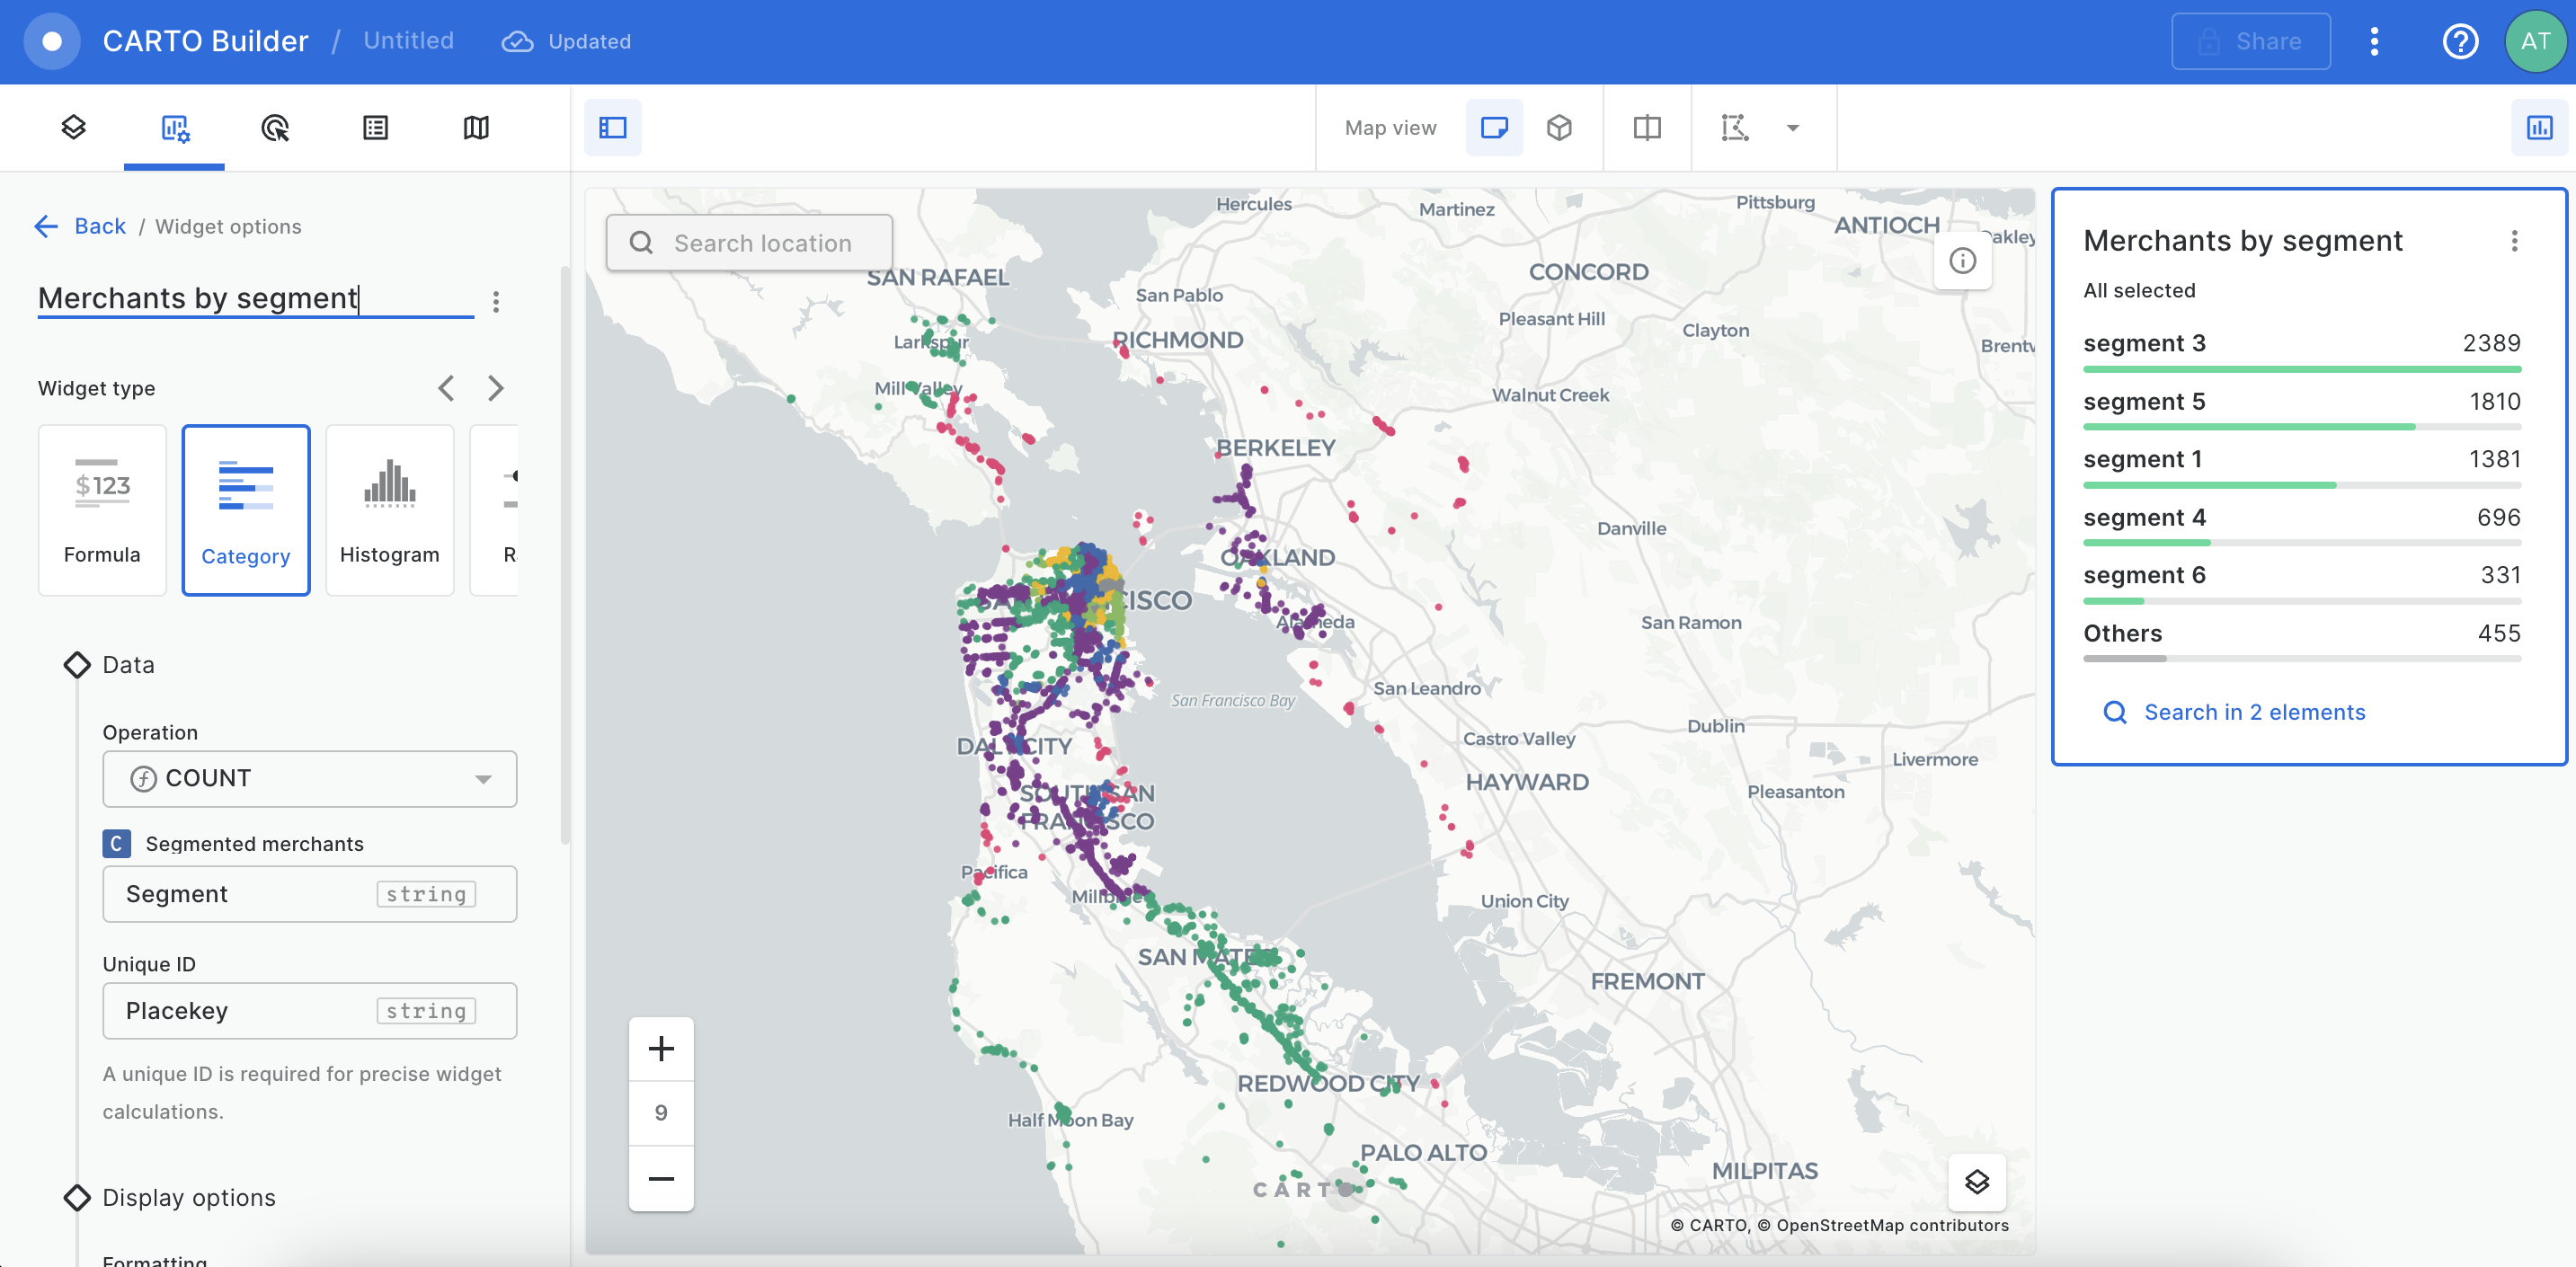 CARTO Builder / Untitled Updated
Share
AT
Map view
Back / Widget options
Merchants by segment
Widget type
$123
Formula
Category
Histogram
Data
Operation
COUNT
C Segmented merchants
Segment string
Unique ID
Placekey string
A unique ID is required for precise widget
calculations.
Display options
Formatting
Search location
Hercules
Martinez
Pittsburg
ANTIOCH
Oakley
SAN RAFAEL
CONCORD
San Pablo
Pleasant Hill
Clayton
Larkspur
RICHMOND
Mill Valley
Walnut Creek
BERKELEY
Danville
OAKLAND
Alameda
San Ramon
San Francisco Bay
San Leandro
Dublin
DALY CITY
Castro Valley
Livermore
HAYWARD
Pleasanton
SOUTH SAN
FRANCISCO
Pacifica
Millbrae
Union City
SAN MATEO
FREMONT
REDWOOD CITY
Half Moon Bay
PALO ALTO
MILPITAS
CARTO
+
9
−
© CARTO, © OpenStreetMap contributors
Merchants by segment
All selected
segment 3 2389
segment 5 1810
segment 1 1381
segment 4 696
segment 6 331
Others 455
Search in 2 elements